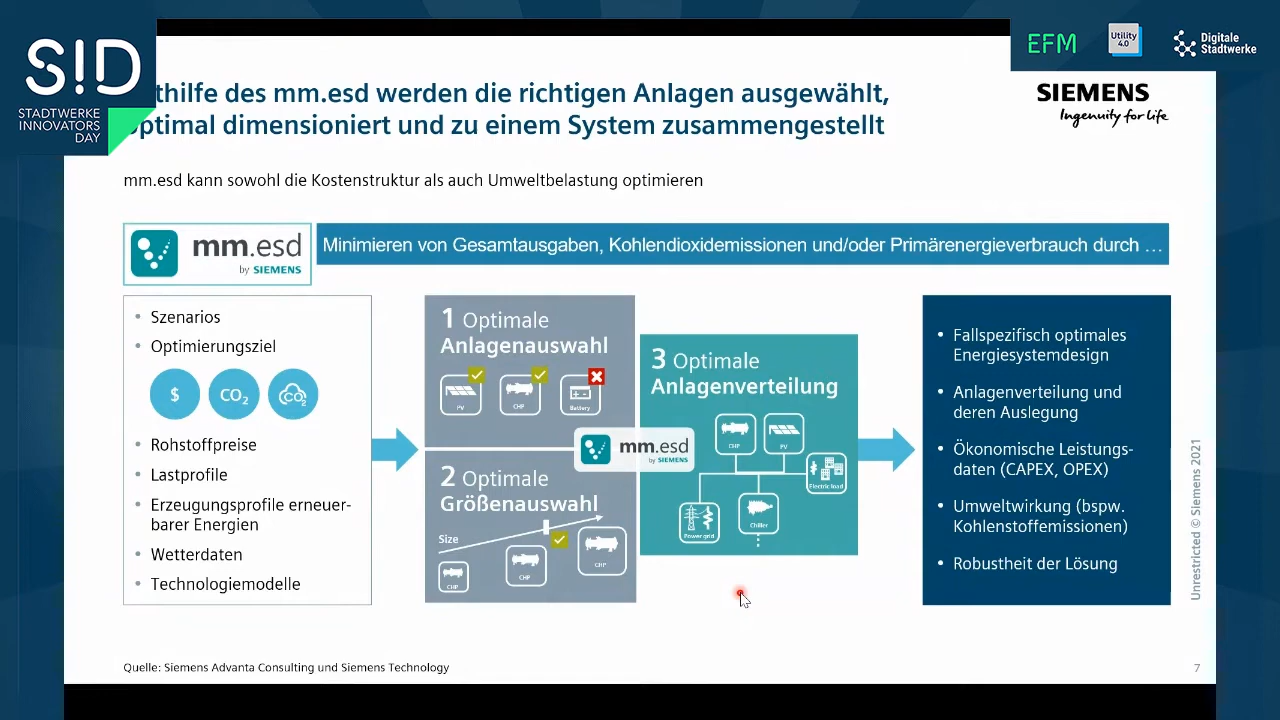 S!D
STADTWERKE
INNOVATORS
DAY
EFM
Utility
4.0
Digitale
Stadtwerke
thilfe des mm.esd werden die richtigen Anlagen ausgewählt,
optimal dimensioniert und zu einem System zusammengestellt
SIEMENS
Ingenuity for life
mm.esd kann sowohl die Kostenstruktur als auch Umweltbelastung optimieren
mm.esd
by SIEMENS
Minimieren von Gesamtausgaben, Kohlendioxidemissionen und/oder Primärenergieverbrauch durch …
• Szenarios
• Optimierungsziel
$
CO₂
CO₂
• Rohstoffpreise
• Lastprofile
• Erzeugungsprofile erneuer-
barer Energien
• Wetterdaten
• Technologiemodelle
1 Optimale
Anlagenauswahl
PV
CHP
Battery
2 Optimale
Größenauswahl
Size
CHP
CHP
CHP
mm.esd
by SIEMENS
3 Optimale
Anlagenverteilung
CHP
PV
Electric load
Power grid
Chiller
• Fallspezifisch optimales
Energiesystemdesign
• Anlagenverteilung und
deren Auslegung
• Ökonomische Leistungs-
daten (CAPEX, OPEX)
• Umweltwirkung (bspw.
Kohlenstoffemissionen)
• Robustheit der Lösung
Unrestricted © Siemens 2021
Quelle: Siemens Advanta Consulting und Siemens Technology
7